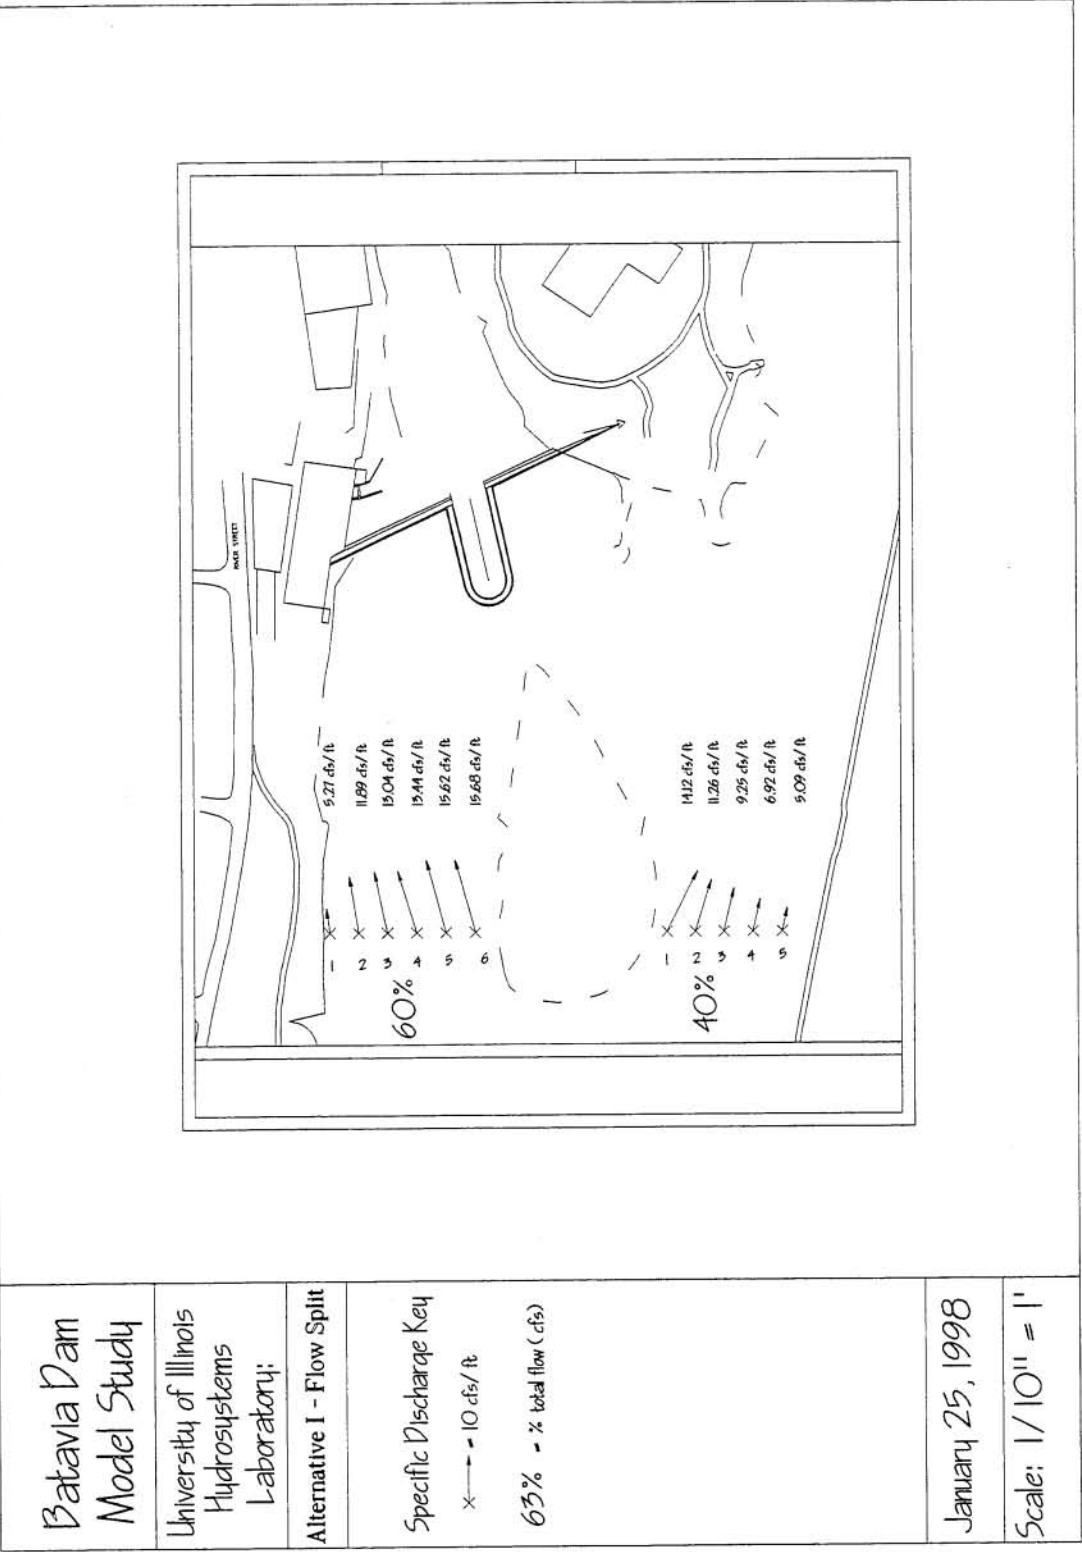 Batavia Dam
Model Study
University of Illinois
Hydrosystems
Laboratory:
Alternative I - Flow Split
Specific Discharge Key
- 10 cfs/ft
63% - % total flow (cfs)
January 25, 1998
Scale: 1/10" = 1'
RIVER STREET
60%
1 5.27 cfs/ft
2 11.89 cfs/ft
3 13.04 cfs/ft
4 13.44 cfs/ft
5 15.62 cfs/ft
6 15.68 cfs/ft
40%
1 14.12 cfs/ft
2 11.26 cfs/ft
3 9.25 cfs/ft
4 6.92 cfs/ft
5 5.09 cfs/ft